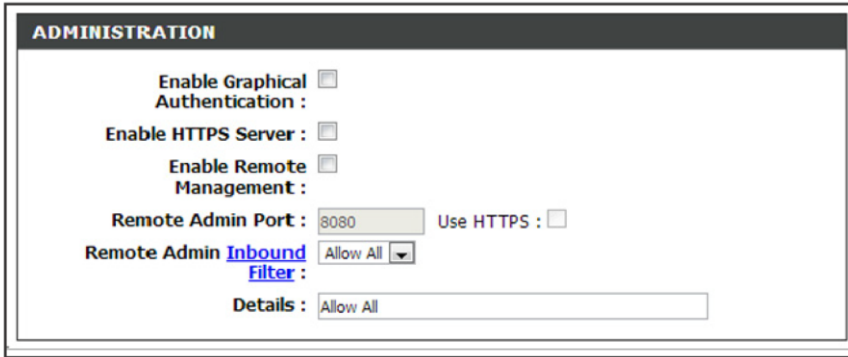 ADMINISTRATION
Enable Graphical
Authentication :
Enable HTTPS Server :
Enable Remote
Management :
Remote Admin Port : 8080 Use HTTPS :
Remote Admin Inbound Allow All
Filter :
Details : Allow All